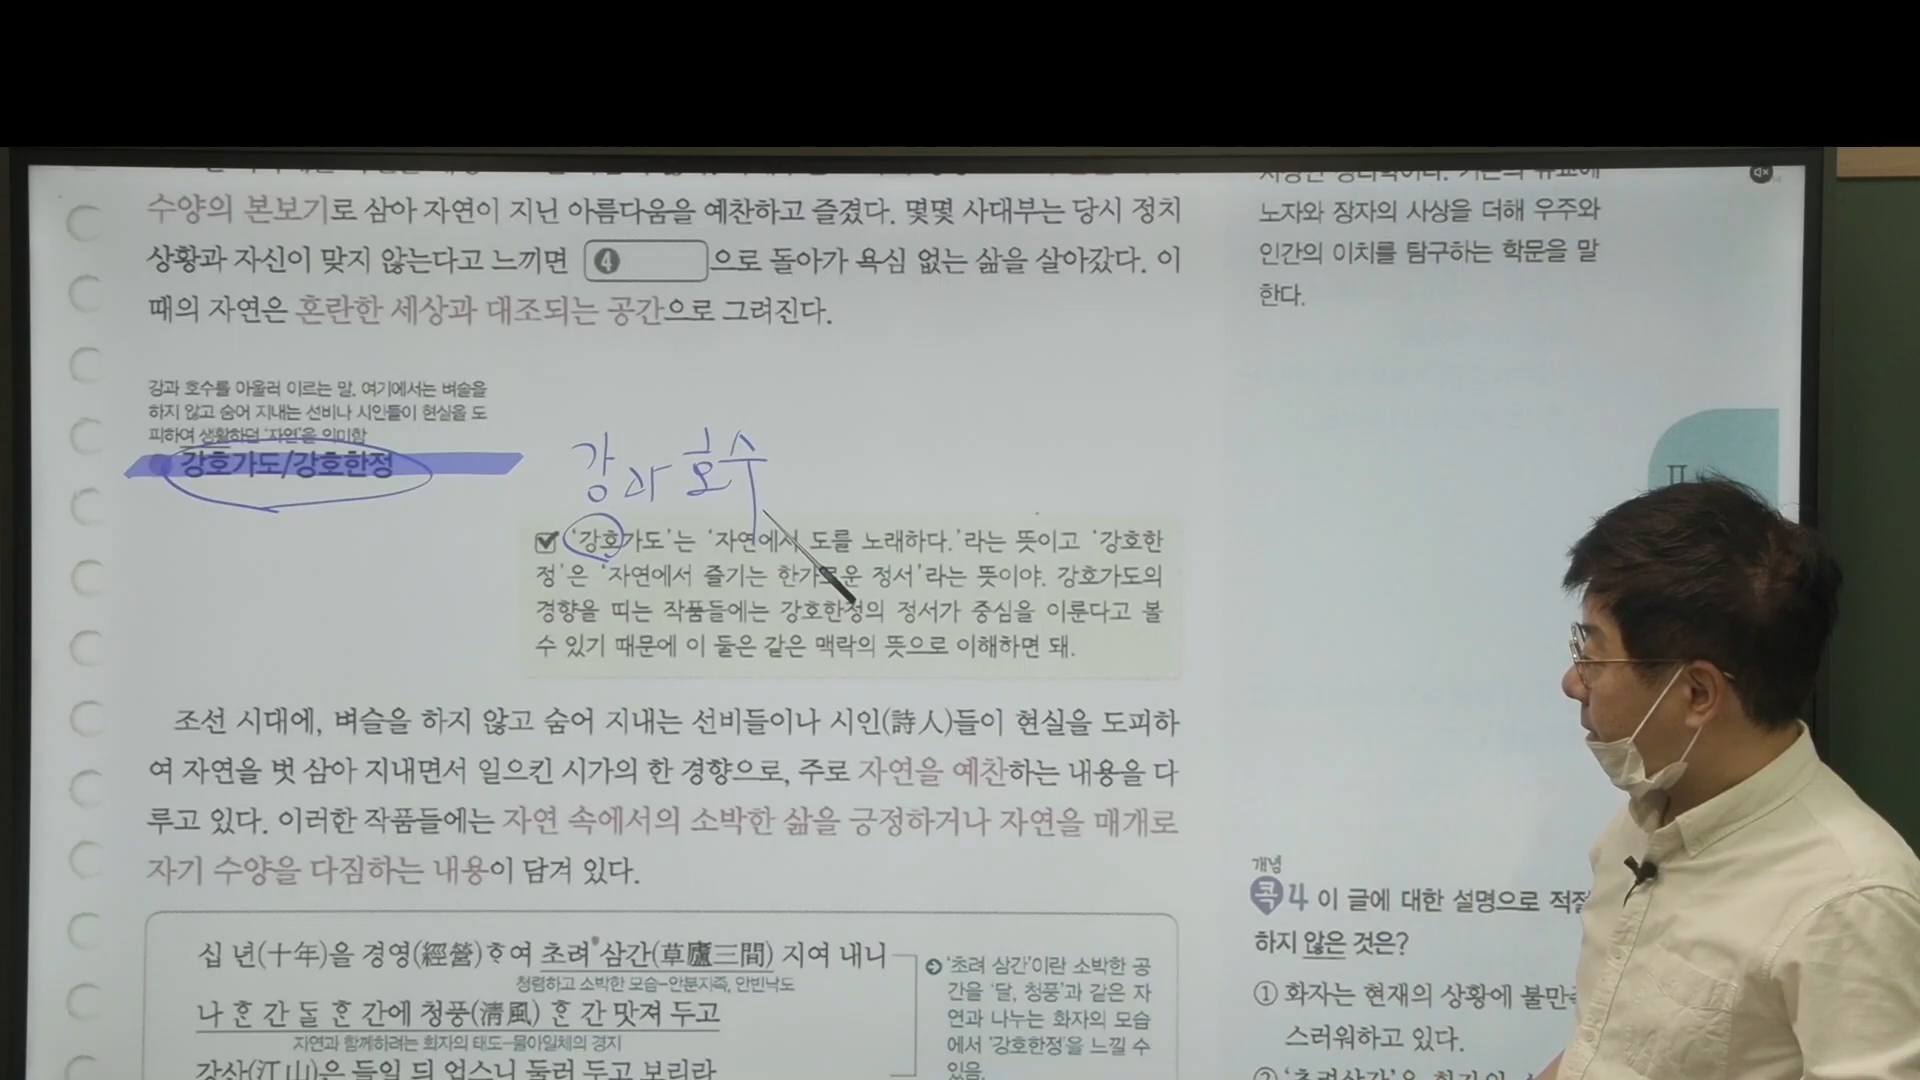 수양의 본보기로 삼아 자연이 지닌 아름다움을 예찬하고 즐겼다. 몇몇 사대부는 당시 정치
상황과 자신이 맞지 않는다고 느끼면 ❹ 으로 돌아가 욕심 없는 삶을 살아갔다. 이
때의 자연은 혼란한 세상과 대조되는 공간으로 그려진다.
노자와 장자의 사상을 더해 우주와
인간의 이치를 탐구하는 학문을 말
한다.
강과 호수를 아울러 이르는 말. 여기에서는 벼슬을
하지 않고 숨어 지내는 선비나 시인들이 현실을 도
피하여 생활하던 '자연'을 의미함
강호가도/강호한정
강과 호수
'강호가도'는 '자연에서 도를 노래하다.'라는 뜻이고 '강호한
정'은 '자연에서 즐기는 한가로운 정서'라는 뜻이야. 강호가도의
경향을 띠는 작품들에는 강호한정의 정서가 중심을 이룬다고 볼
수 있기 때문에 이 둘은 같은 맥락의 뜻으로 이해하면 돼.
Ⅱ
조선 시대에, 벼슬을 하지 않고 숨어 지내는 선비들이나 시인(詩人)들이 현실을 도피하
여 자연을 벗 삼아 지내면서 일으킨 시가의 한 경향으로, 주로 자연을 예찬하는 내용을 다
루고 있다. 이러한 작품들에는 자연 속에서의 소박한 삶을 긍정하거나 자연을 매개로
자기 수양을 다짐하는 내용이 담겨 있다.
십 년(十年)을 경영(經營)ᄒᆞ여 초려 삼간(草廬三間) 지여 내니
청렴하고 소박한 모습-안분지족, 안빈낙도
나 ᄒᆞᆫ 간 ᄃᆞᆯ ᄒᆞᆫ 간에 청풍(淸風) ᄒᆞᆫ 간 맛져 두고
자연과 함께하려는 화자의 태도-물아일체의 경지
강산(江山)은 들일 듸 업스니 둘러 두고 보리라
'초려 삼간'이란 소박한 공
간을 '달, 청풍'과 같은 자
연과 나누는 화자의 모습
에서 '강호한정'을 느낄 수
있음.
개념
콕 4 이 글에 대한 설명으로 적절
하지 않은 것은?
① 화자는 현재의 상황에 불만
스러워하고 있다.